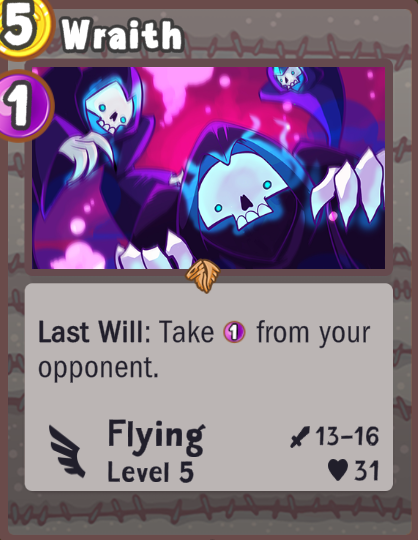 5
Wraith
1
Last Will: Take 1 from your
opponent.
Flying
13–16
Level 5
31